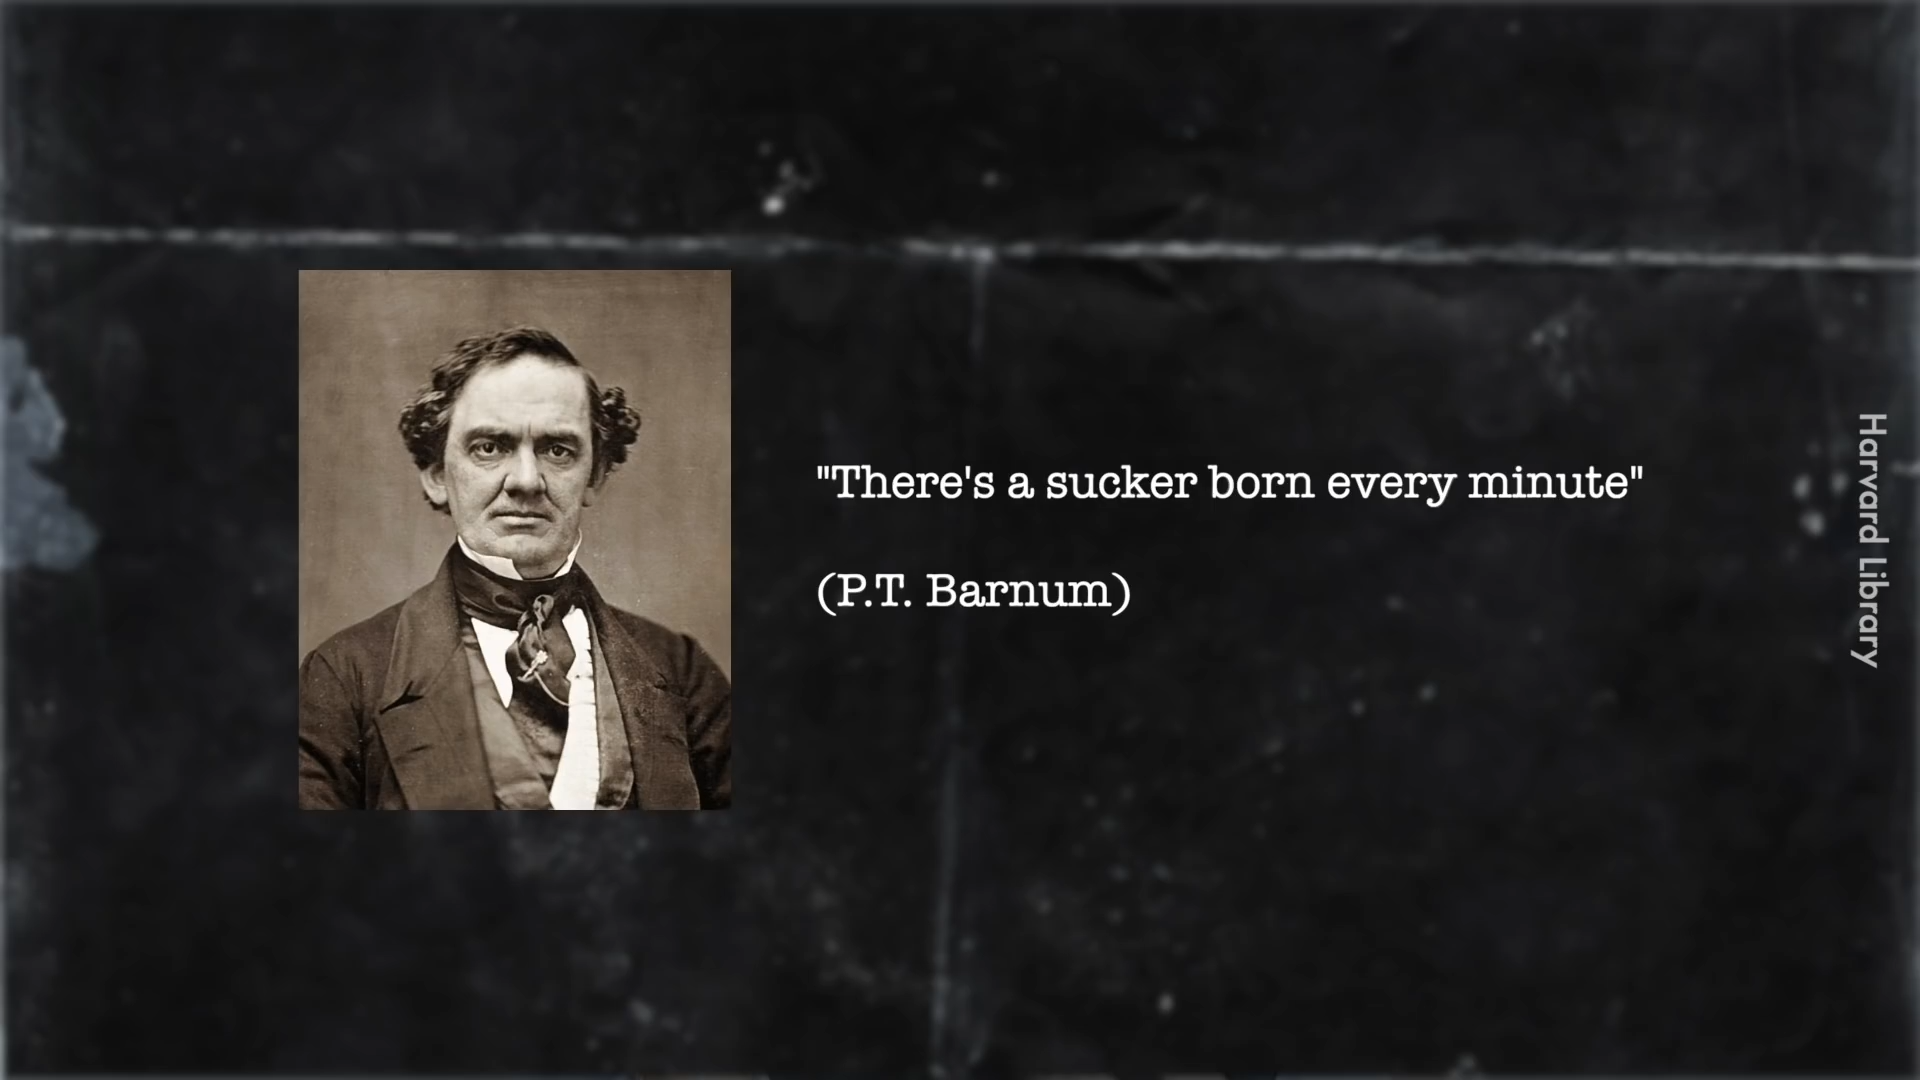 "There's a sucker born every minute"
(P.T. Barnum)
Harvard Library